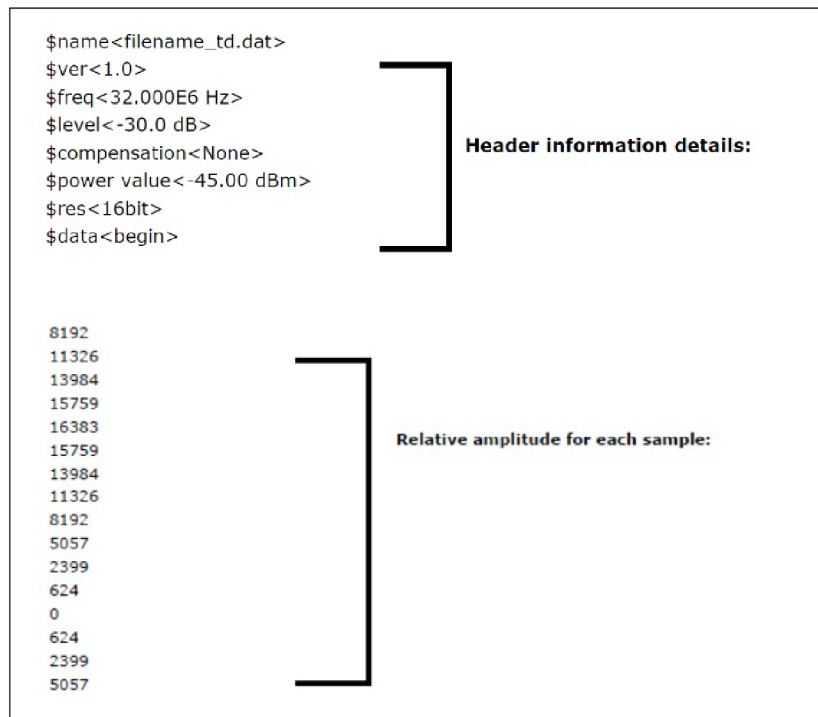 $name<filename_td.dat>
$ver<1.0>
$freq<32.000E6 Hz>
$level<-30.0 dB>
$compensation<None>
$power value<-45.00 dBm>
$res<16bit>
$data<begin>
Header information details:
8192
11326
13984
15759
16383
15759
13984
11326
8192
5057
2399
624
0
624
2399
5057
Relative amplitude for each sample: